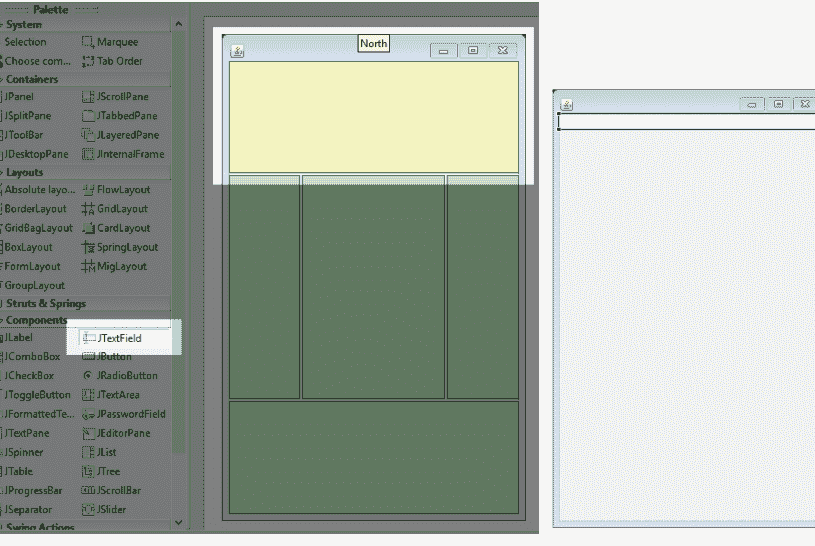 Palette
System
Selection
Marquee
Choose com...
Tab Order
Containers
JPanel
JScrollPane
JSplitPane
JTabbedPane
JToolBar
JLayeredPane
JDesktopPane
JInternalFrame
Layouts
Absolute layo...
FlowLayout
BorderLayout
GridLayout
GridBagLayout
CardLayout
BoxLayout
SpringLayout
FormLayout
MigLayout
GroupLayout
Struts & Springs
Components
JLabel
JTextField
JComboBox
JButton
JCheckBox
JRadioButton
JToggleButton
JTextArea
JFormattedTe...
JPasswordField
JTextPane
JEditorPane
JSpinner
JList
JTable
JTree
JProgressBar
JScrollBar
JSeparator
JSlider
Swing Actions
North